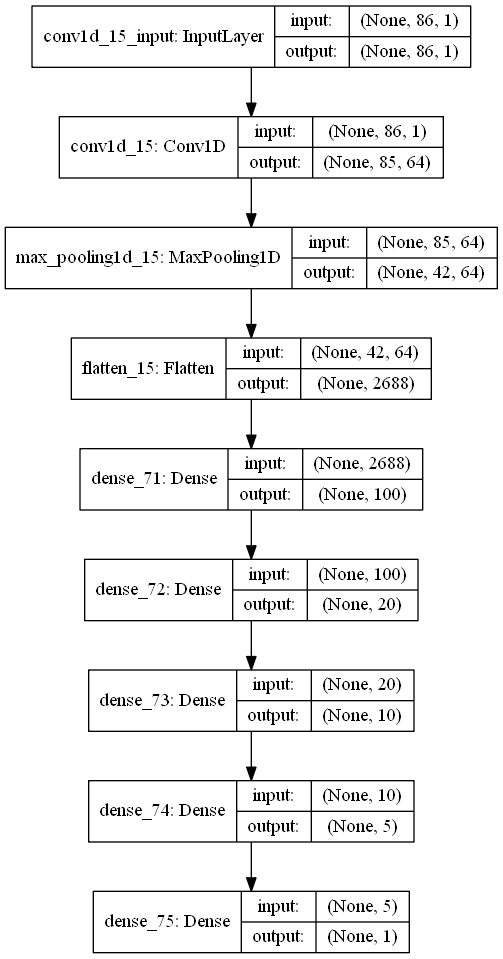 conv1d_15_input: InputLayer
input: (None, 86, 1)
output: (None, 86, 1)
conv1d_15: Conv1D
input: (None, 86, 1)
output: (None, 85, 64)
max_pooling1d_15: MaxPooling1D
input: (None, 85, 64)
output: (None, 42, 64)
flatten_15: Flatten
input: (None, 42, 64)
output: (None, 2688)
dense_71: Dense
input: (None, 2688)
output: (None, 100)
dense_72: Dense
input: (None, 100)
output: (None, 20)
dense_73: Dense
input: (None, 20)
output: (None, 10)
dense_74: Dense
input: (None, 10)
output: (None, 5)
dense_75: Dense
input: (None, 5)
output: (None, 1)